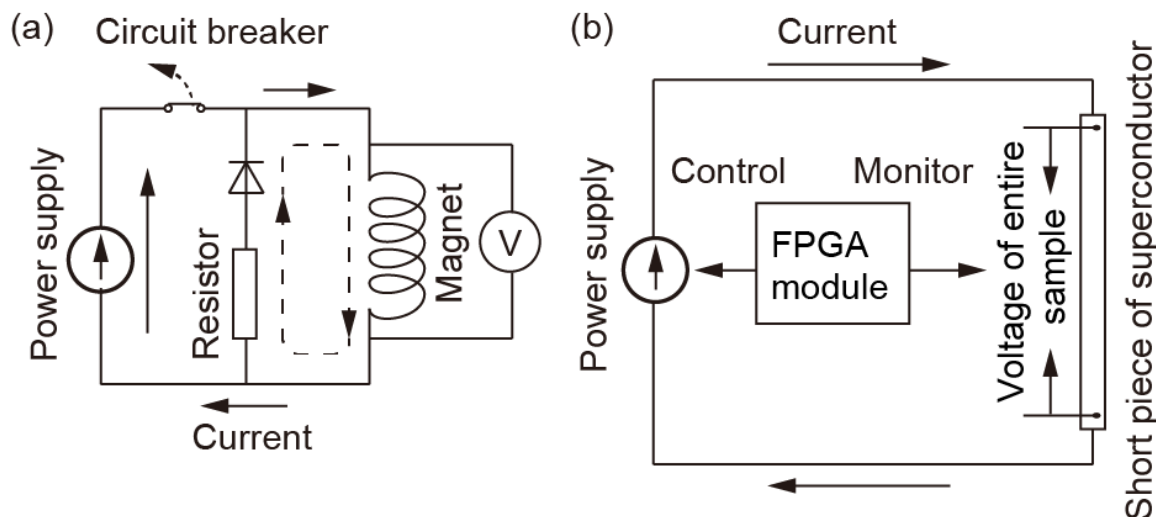 (a)
Circuit breaker
Power supply
Resistor
Magnet
V
Current
(b)
Current
Power supply
Control
Monitor
FPGA
module
Voltage of entire
sample
Short piece of superconductor